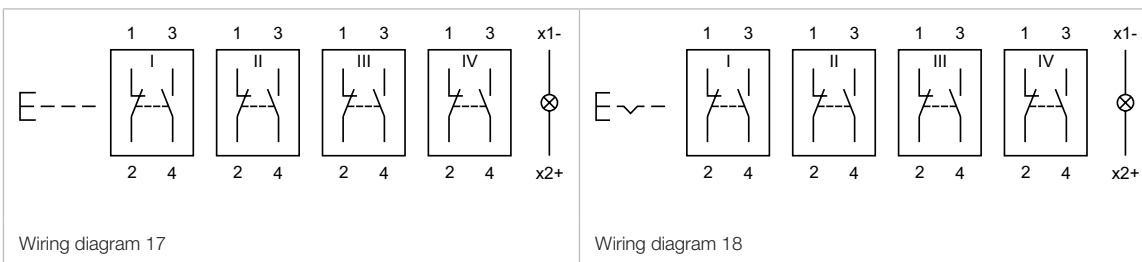 1 3 1 3 1 3 1 3 x1-
I II III IV
2 4 2 4 2 4 2 4 x2+
Wiring diagram 17
1 3 1 3 1 3 1 3 x1-
I II III IV
2 4 2 4 2 4 2 4 x2+
Wiring diagram 18